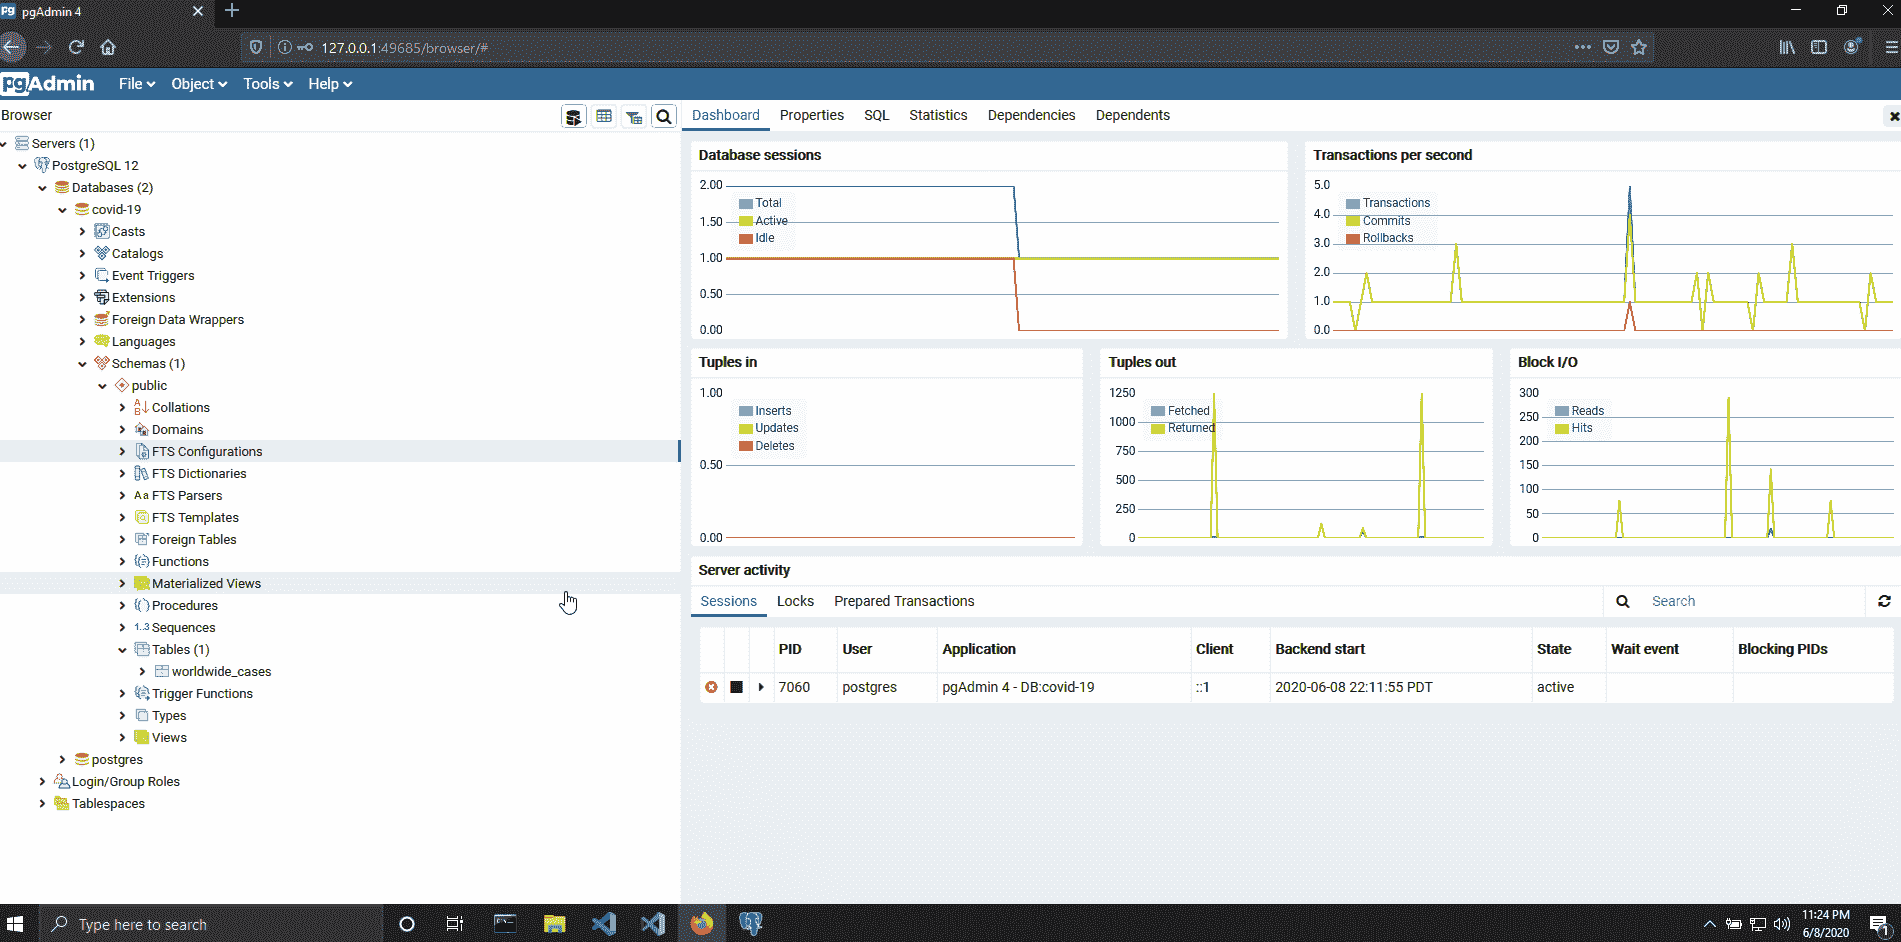 pgAdmin 4
127.0.0.1:49685/browser/#
pgAdmin File Object Tools Help
Browser
Dashboard Properties SQL Statistics Dependencies Dependents
Servers (1)
PostgreSQL 12
Databases (2)
covid-19
Casts
Catalogs
Event Triggers
Extensions
Foreign Data Wrappers
Languages
Schemas (1)
public
Collations
Domains
FTS Configurations
FTS Dictionaries
FTS Parsers
FTS Templates
Foreign Tables
Functions
Materialized Views
Procedures
Sequences
Tables (1)
worldwide_cases
Trigger Functions
Types
Views
postgres
Login/Group Roles
Tablespaces
Database sessions
2.00
1.50
1.00
0.50
0.00
Total
Active
Idle
Transactions per second
5.0
4.0
3.0
2.0
1.0
0.0
Transactions
Commits
Rollbacks
Tuples in
1.00
0.50
0.00
Inserts
Updates
Deletes
Tuples out
1250
1000
750
500
250
0
Fetched
Returned
Block I/O
300
250
200
150
100
50
0
Reads
Hits
Server activity
Sessions Locks Prepared Transactions Search
PID User Application Client Backend start State Wait event Blocking PIDs
7060 postgres pgAdmin 4 - DB:covid-19 ::1 2020-06-08 22:11:55 PDT active
Type here to search
11:24 PM
6/8/2020
1